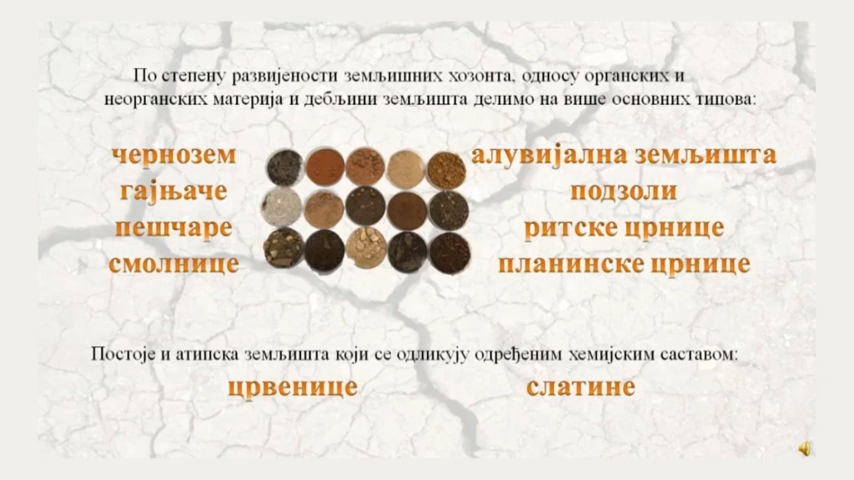 По степену развијености земљишних хозонта, односу органских и
неорганских материја и дебљини земљишта делимо на више основних типова:
чернозем
гајњаче
пешчаре
смолнице
алувијална земљишта
подзоли
ритске црнице
планинске црнице
Постоје и атипска земљишта који се одликују одређеним хемијским саставом:
црвенице
слатине